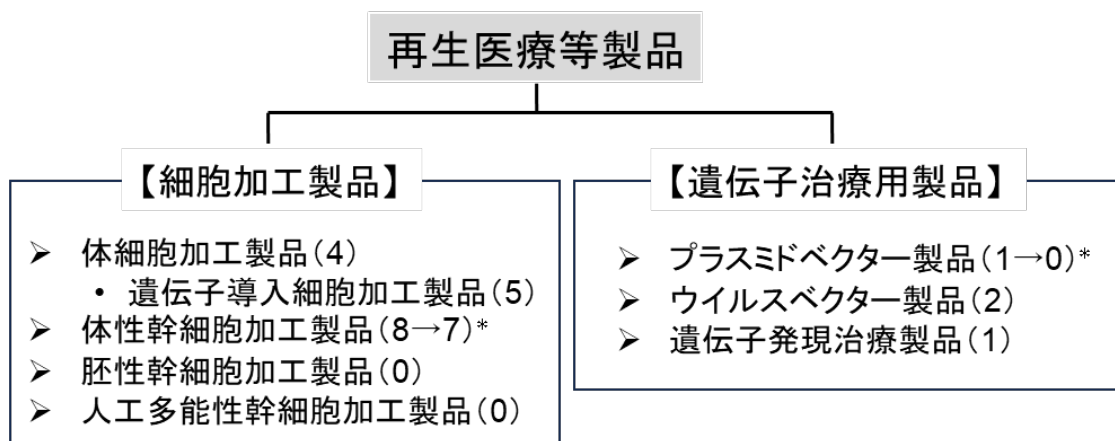 再生医療等製品
【細胞加工製品】
➢ 体細胞加工製品(4)
• 遺伝子導入細胞加工製品(5)
➢ 体性幹細胞加工製品(8→7)*
➢ 胚性幹細胞加工製品(0)
➢ 人工多能性幹細胞加工製品(0)
【遺伝子治療用製品】
➢ プラスミドベクター製品(1→0)*
➢ ウイルスベクター製品(2)
➢ 遺伝子発現治療製品(1)